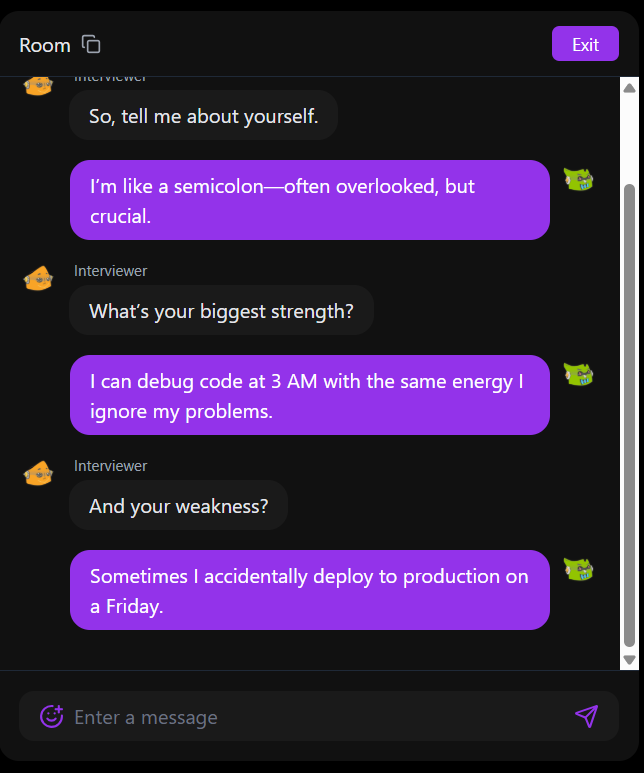 Room
Exit
Interviewer
So, tell me about yourself.
I’m like a semicolon—often overlooked, but
crucial.
Interviewer
What’s your biggest strength?
I can debug code at 3 AM with the same energy I
ignore my problems.
Interviewer
And your weakness?
Sometimes I accidentally deploy to production on
a Friday.
Enter a message